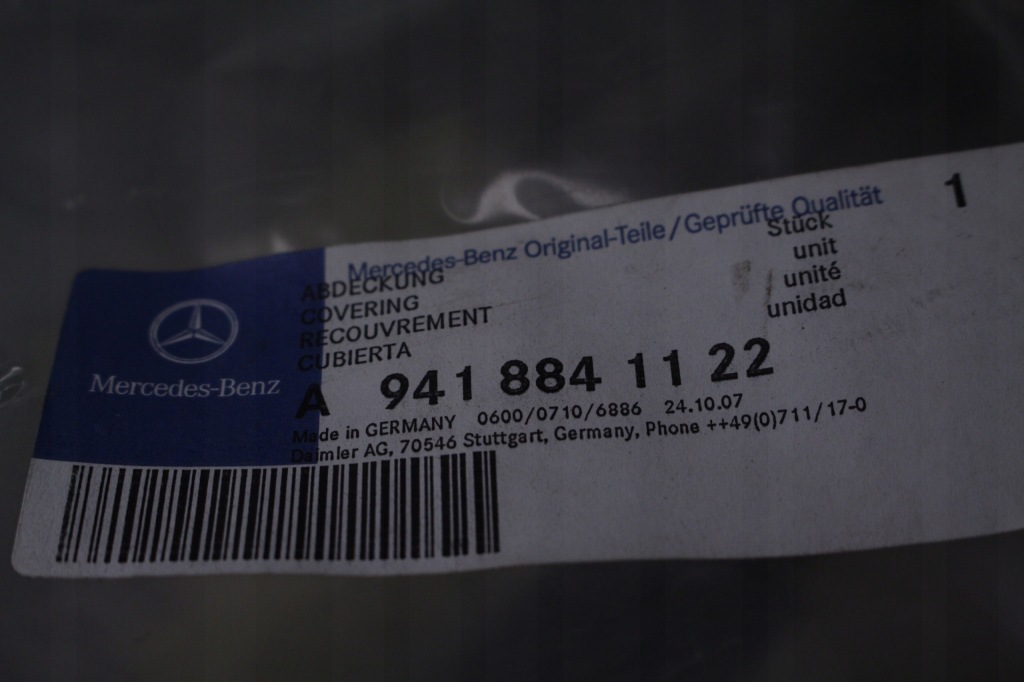 Mercedes-Benz Original-Teile/Geprüfte Qualität
1
Stück
unit
unité
unidad
ABDECKUNG
COVERING
RECOUVREMENT
CUBIERTA
Mercedes-Benz
A 941 884 11 22
Made in GERMANY 0600/0710/6886 24.10.07
Daimler AG, 70546 Stuttgart, Germany, Phone ++49(0)711/17-0